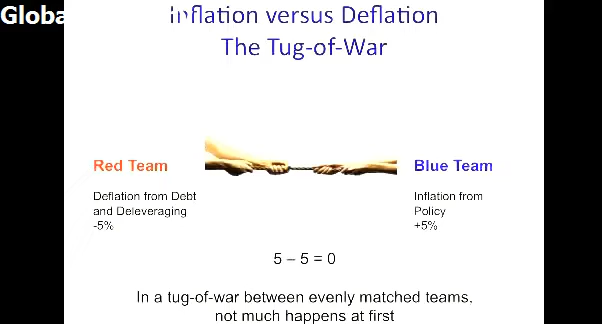 Globa
Inflation versus Deflation
The Tug-of-War
Red Team
Blue Team
Deflation from Debt
and Deleveraging
-5%
Inflation from
Policy
+5%
5 – 5 = 0
In a tug-of-war between evenly matched teams,
not much happens at first